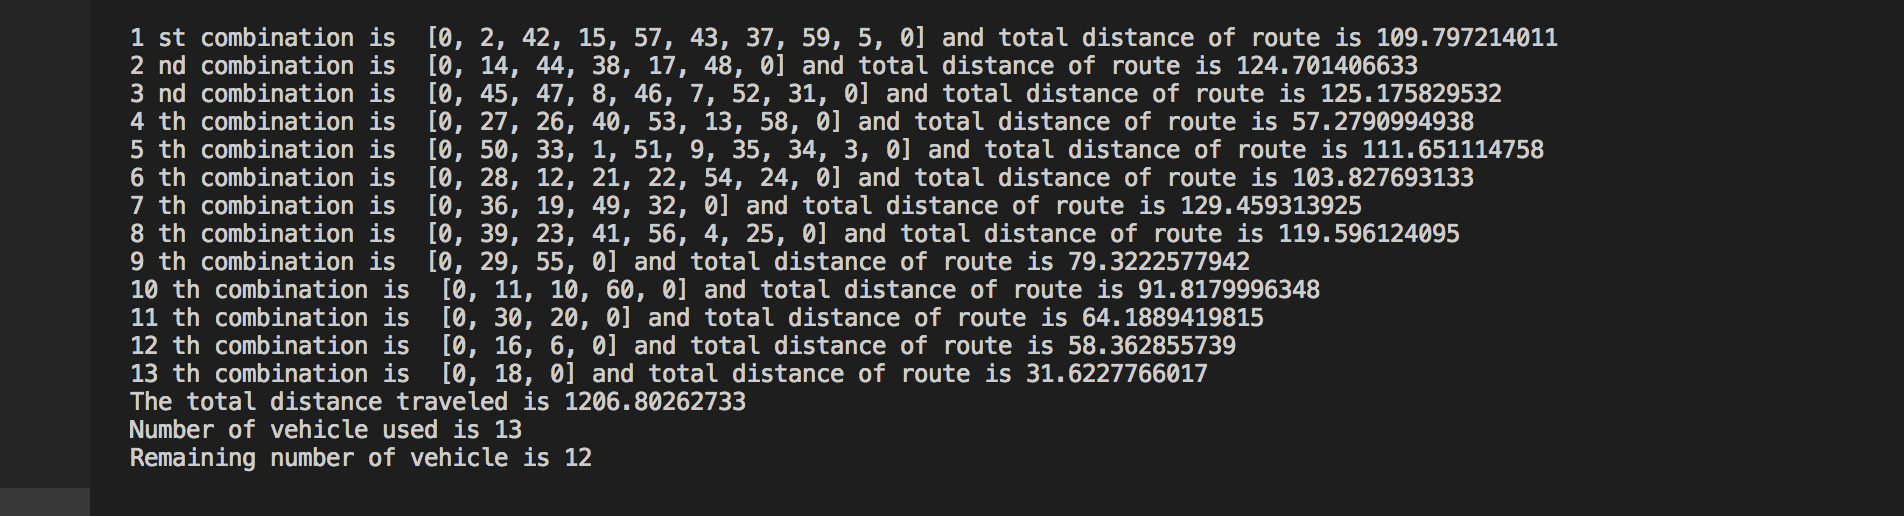 1 st combination is  [0, 2, 42, 15, 57, 43, 37, 59, 5, 0] and total distance of route is 109.797214011
2 nd combination is  [0, 14, 44, 38, 17, 48, 0] and total distance of route is 124.701406633
3 nd combination is  [0, 45, 47, 8, 46, 7, 52, 31, 0] and total distance of route is 125.175829532
4 th combination is  [0, 27, 26, 40, 53, 13, 58, 0] and total distance of route is 57.2790994938
5 th combination is  [0, 50, 33, 1, 51, 9, 35, 34, 3, 0] and total distance of route is 111.651114758
6 th combination is  [0, 28, 12, 21, 22, 54, 24, 0] and total distance of route is 103.827693133
7 th combination is  [0, 36, 19, 49, 32, 0] and total distance of route is 129.459313925
8 th combination is  [0, 39, 23, 41, 56, 4, 25, 0] and total distance of route is 119.596124095
9 th combination is  [0, 29, 55, 0] and total distance of route is 79.3222577942
10 th combination is  [0, 11, 10, 60, 0] and total distance of route is 91.8179996348
11 th combination is  [0, 30, 20, 0] and total distance of route is 64.1889419815
12 th combination is  [0, 16, 6, 0] and total distance of route is 58.362855739
13 th combination is  [0, 18, 0] and total distance of route is 31.6227766017
The total distance traveled is 1206.80262733
Number of vehicle used is 13
Remaining number of vehicle is 12